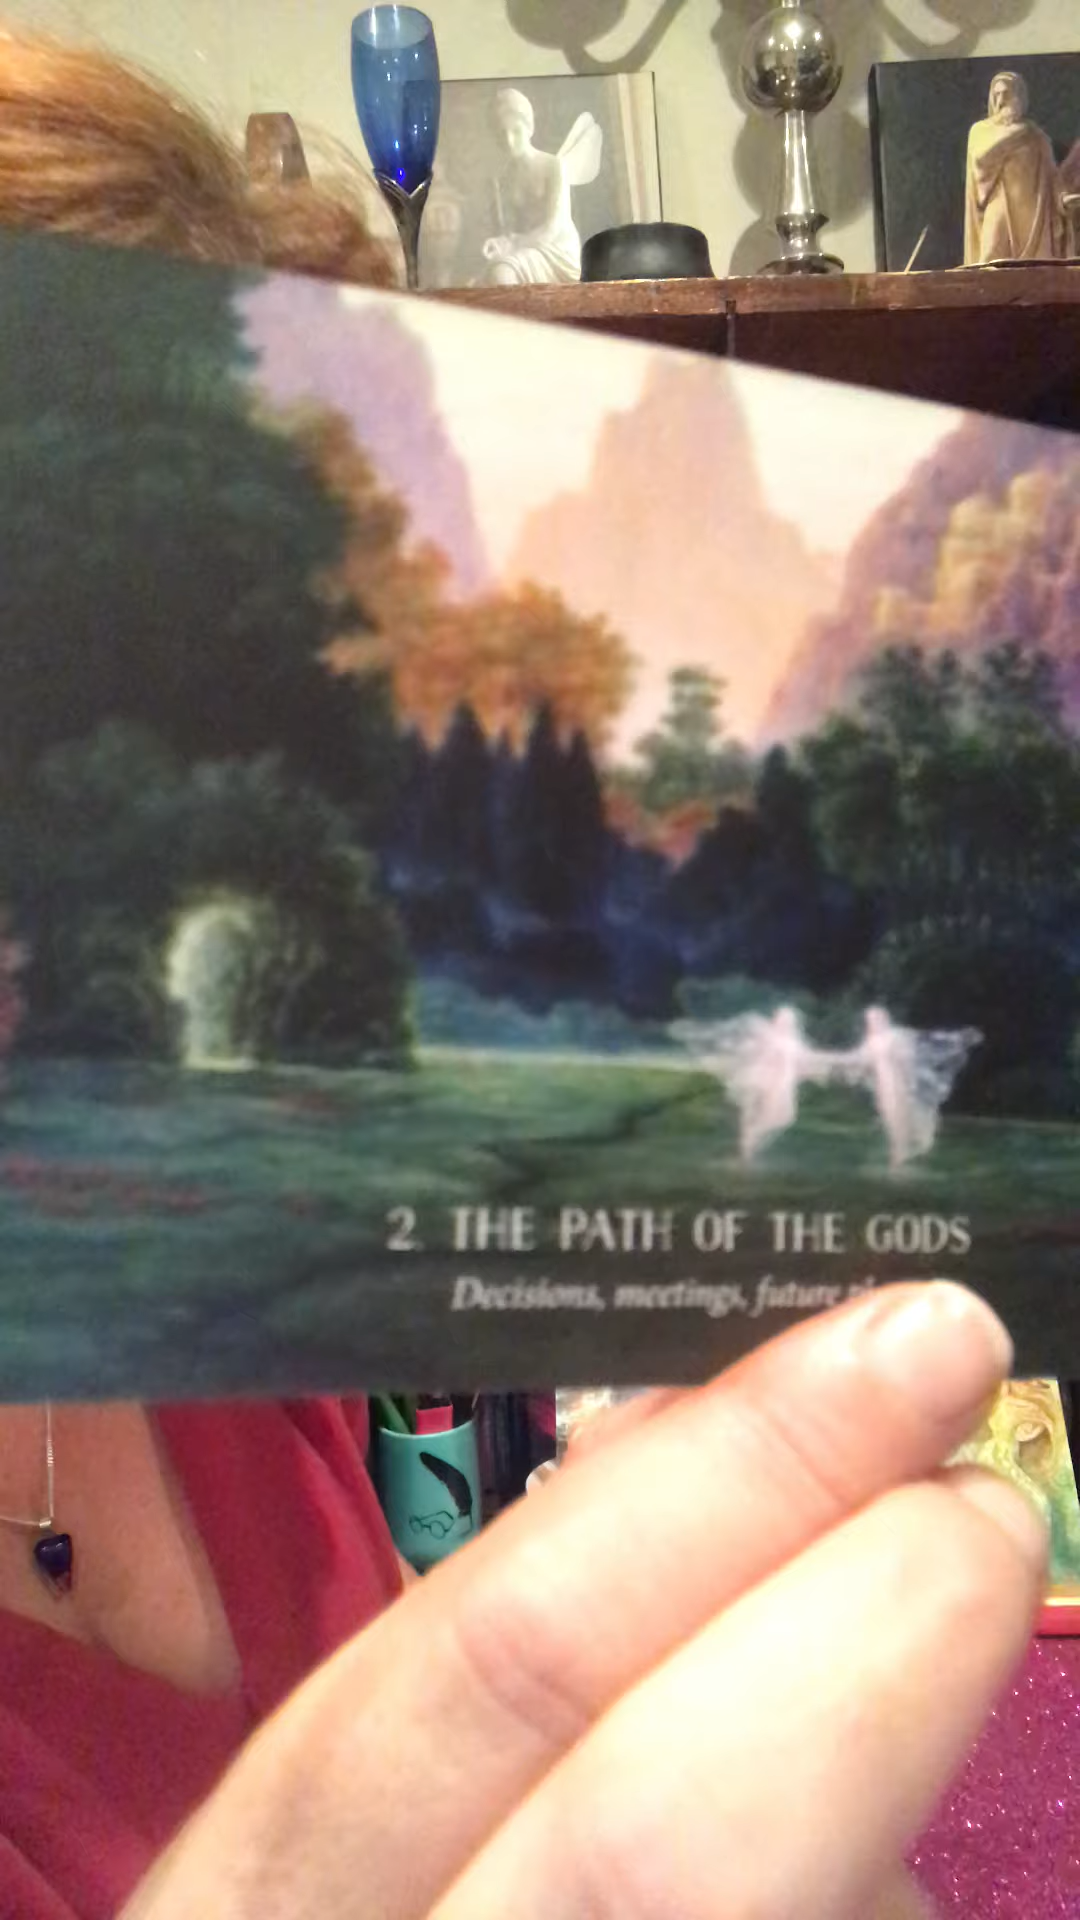 2. THE PATH OF THE GODS
Decisions, meetings, future